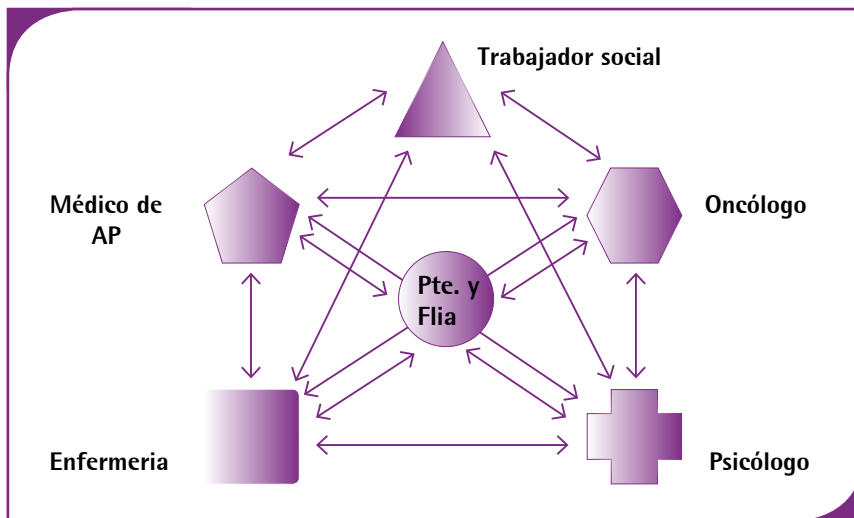 Trabajador social
Médico de
AP
Oncólogo
Pte. y
Flia
Enfermeria
Psicólogo